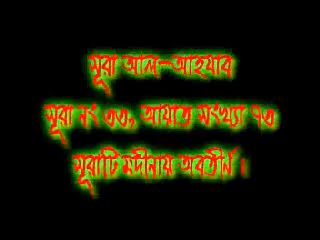 সূরা আল-আহযাব
সূরা নং ৩৩, আয়াত সংখ্যা ৭৩
সূরাটি মদীনায় অবতীর্ণ।